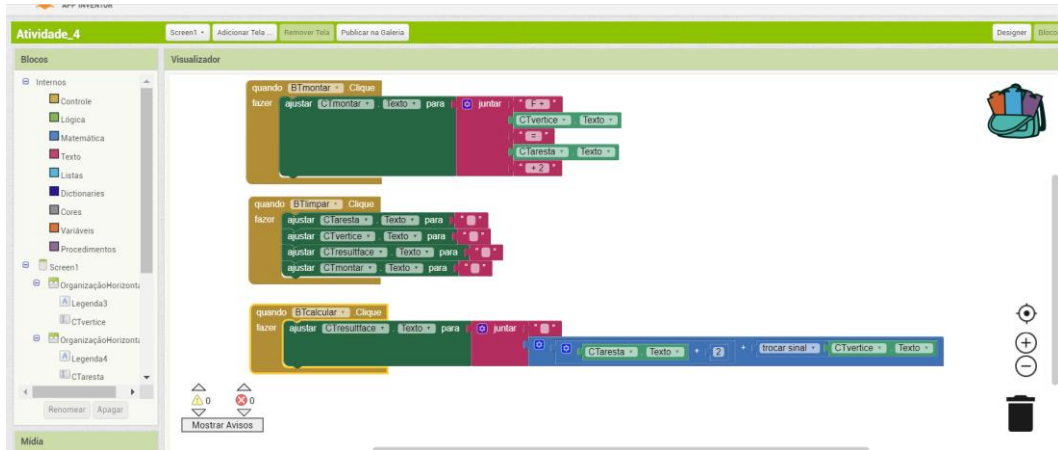 APP INVENTOR
Atividade_4
Screen1
Adicionar Tela ...
Remover Tela
Publicar na Galeria
Designer
Bloco
Blocos
Visualizador
Internos
Controle
Lógica
Matemática
Texto
Listas
Dictionaries
Cores
Variáveis
Procedimentos
Screen1
OrganizaçãoHorizonta
Legenda3
CTvertice
OrganizaçãoHorizonta
Legenda4
CTaresta
Renomear Apagar
Mídia
quando BTmontar Clique
fazer ajustar CTmontar . Texto para juntar " F + "
CTvertice . Texto
" = "
CTaresta . Texto
" + 2 "
quando BTlimpar Clique
fazer ajustar CTaresta . Texto para " "
ajustar CTvertice . Texto para " "
ajustar CTresultface . Texto para " "
ajustar CTmontar . Texto para " "
quando BTcalcular Clique
fazer ajustar CTresultface . Texto para juntar " "
CTaresta . Texto + 2 + trocar sinal CTvertice . Texto
0 0
Mostrar Avisos